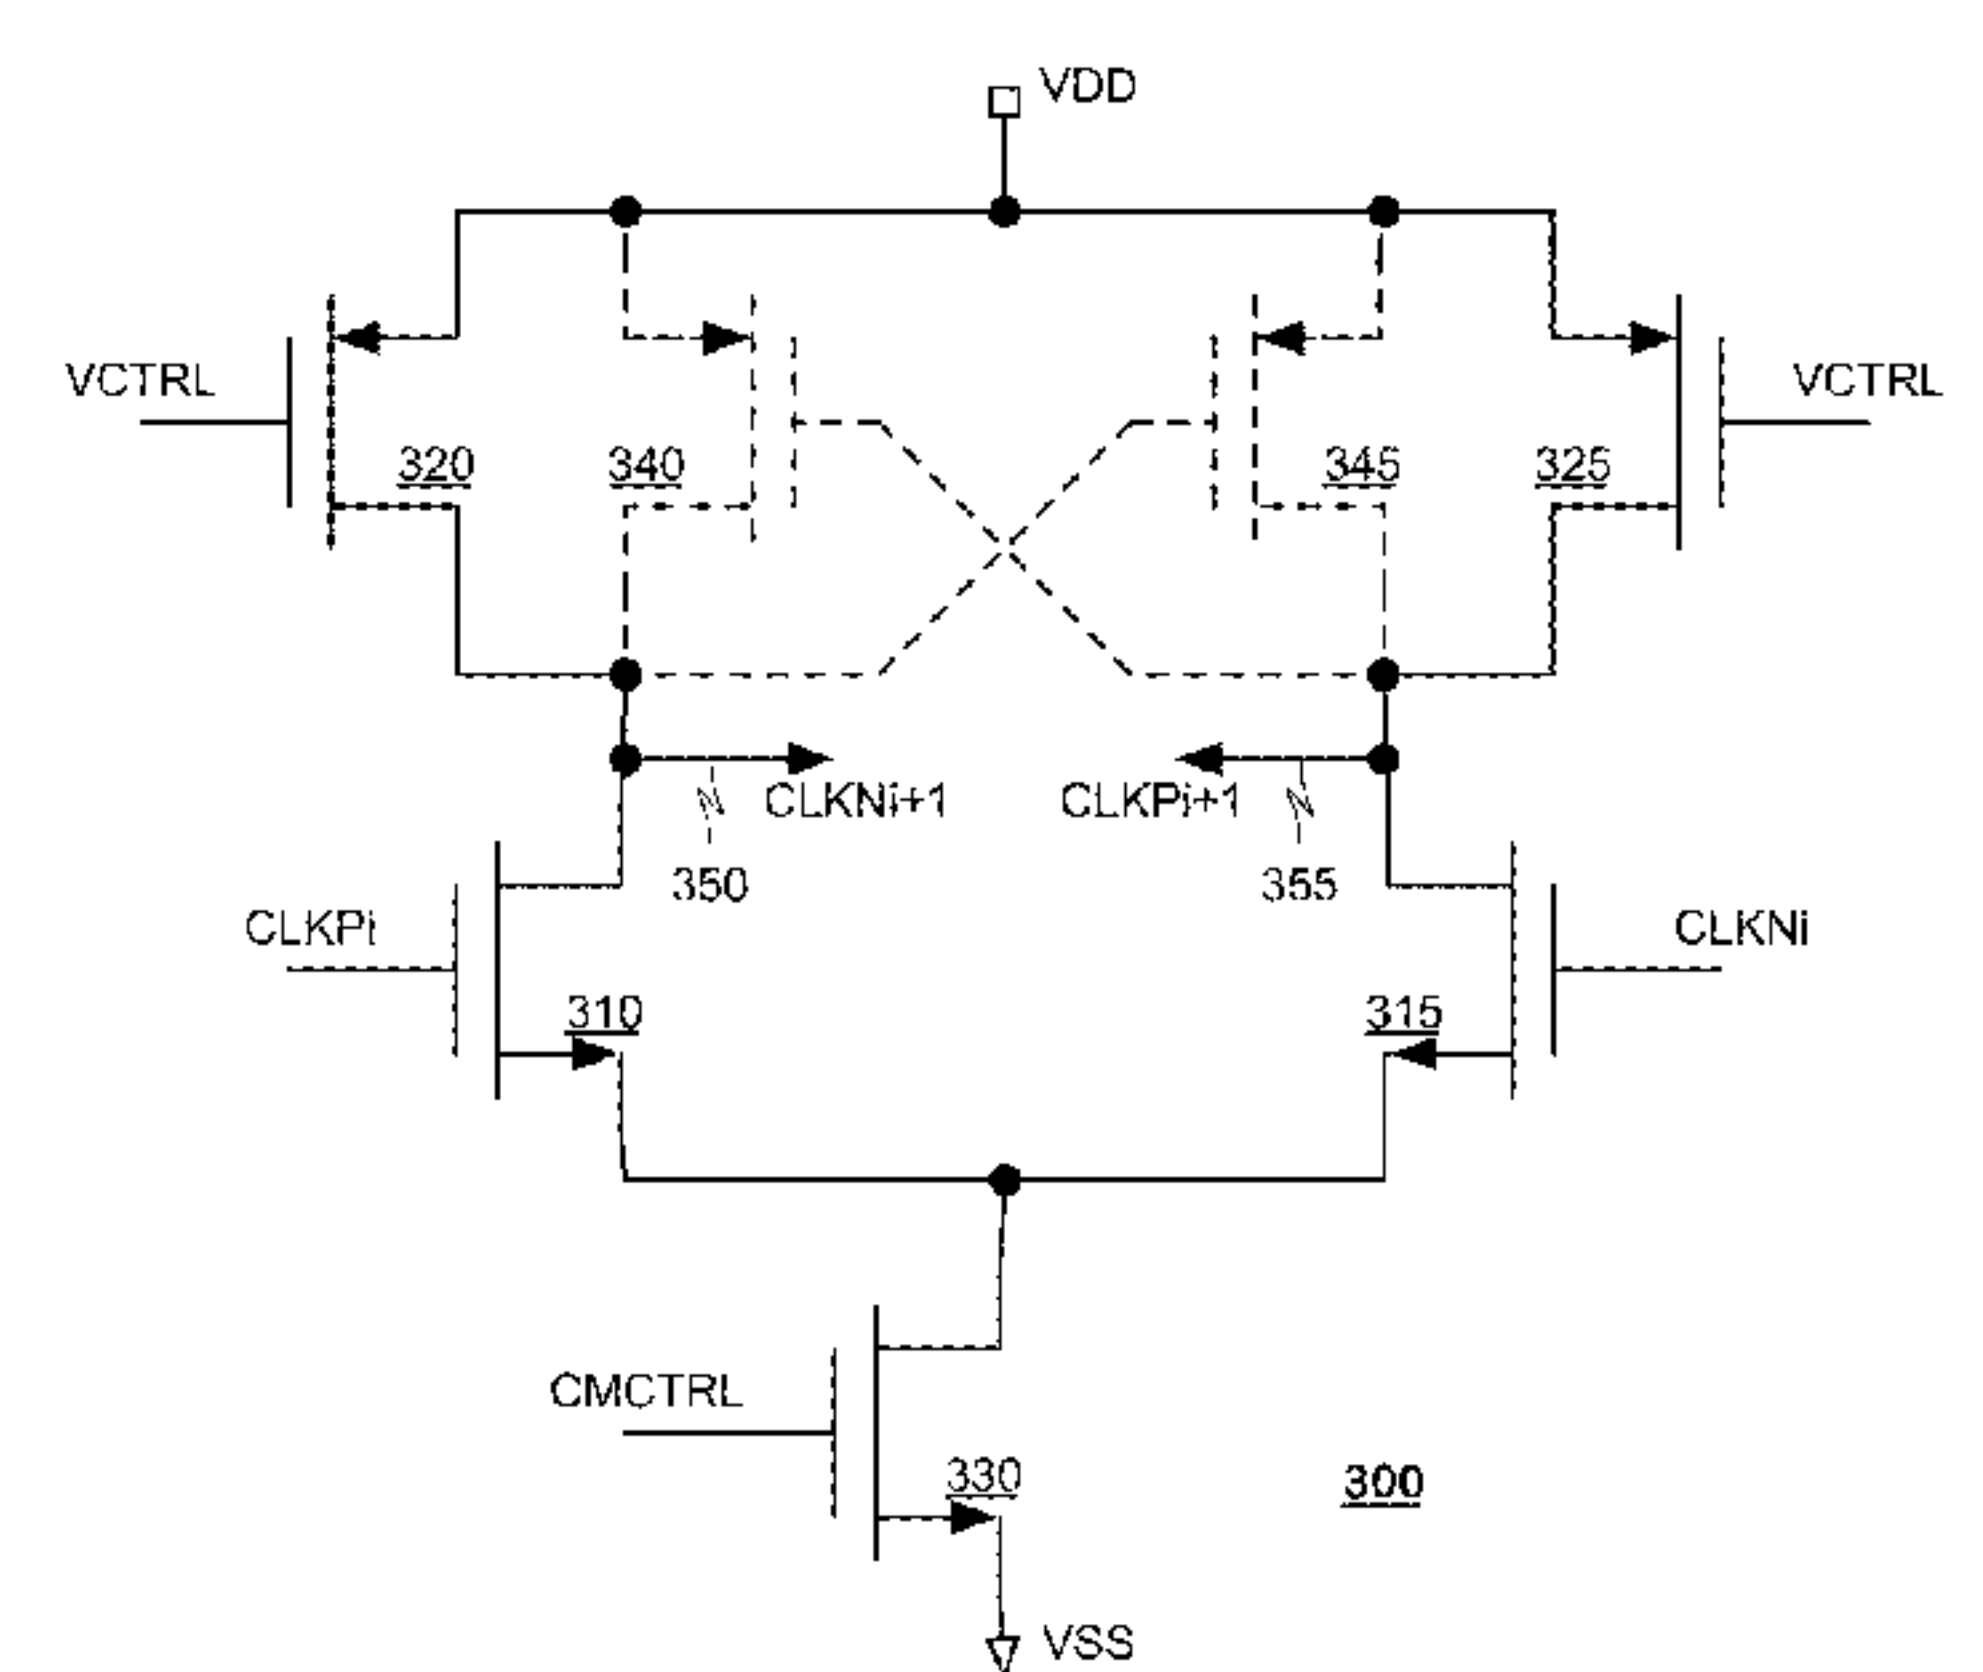 VDD
VCTRL
VCTRL
320
340
345
325
CLKNi+1
CLKPi+1
350
355
CLKPi
CLKNi
310
315
CMCTRL
330
300
VSS